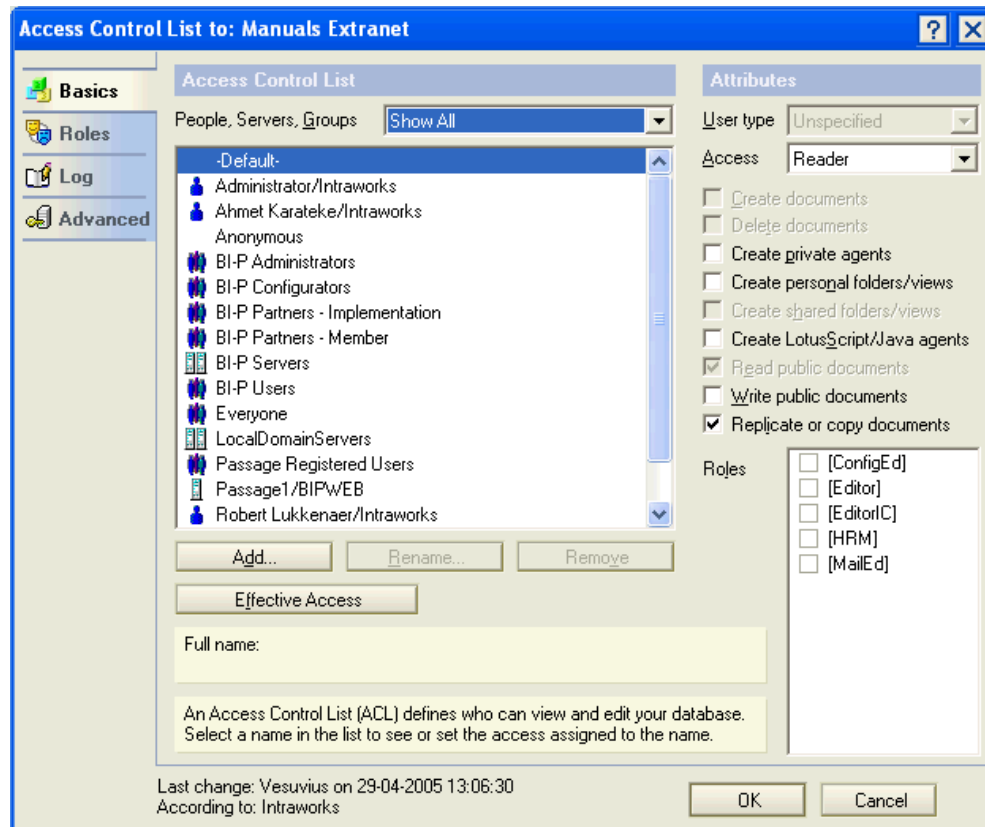 Access Control List to: Manuals Extranet
Basics
Roles
Log
Advanced
Access Control List
People, Servers, Groups
Show All
-Default-
Administrator/Intraworks
Ahmet Karateke/Intraworks
Anonymous
BI-P Administrators
BI-P Configurators
BI-P Partners - Implementation
BI-P Partners - Member
BI-P Servers
BI-P Users
Everyone
LocalDomainServers
Passage Registered Users
Passage1/BIPWEB
Robert Lukkenaer/Intraworks
Add...
Rename...
Remove
Effective Access
Full name:
An Access Control List (ACL) defines who can view and edit your database.
Select a name in the list to see or set the access assigned to the name.
Attributes
User type
Unspecified
Access
Reader
Create documents
Delete documents
Create private agents
Create personal folders/views
Create shared folders/views
Create LotusScript/Java agents
Read public documents
Write public documents
Replicate or copy documents
Roles
[ConfigEd]
[Editor]
[EditorIC]
[HRM]
[MailEd]
Last change: Vesuvius on 29-04-2005 13:06:30
According to: Intraworks
OK
Cancel